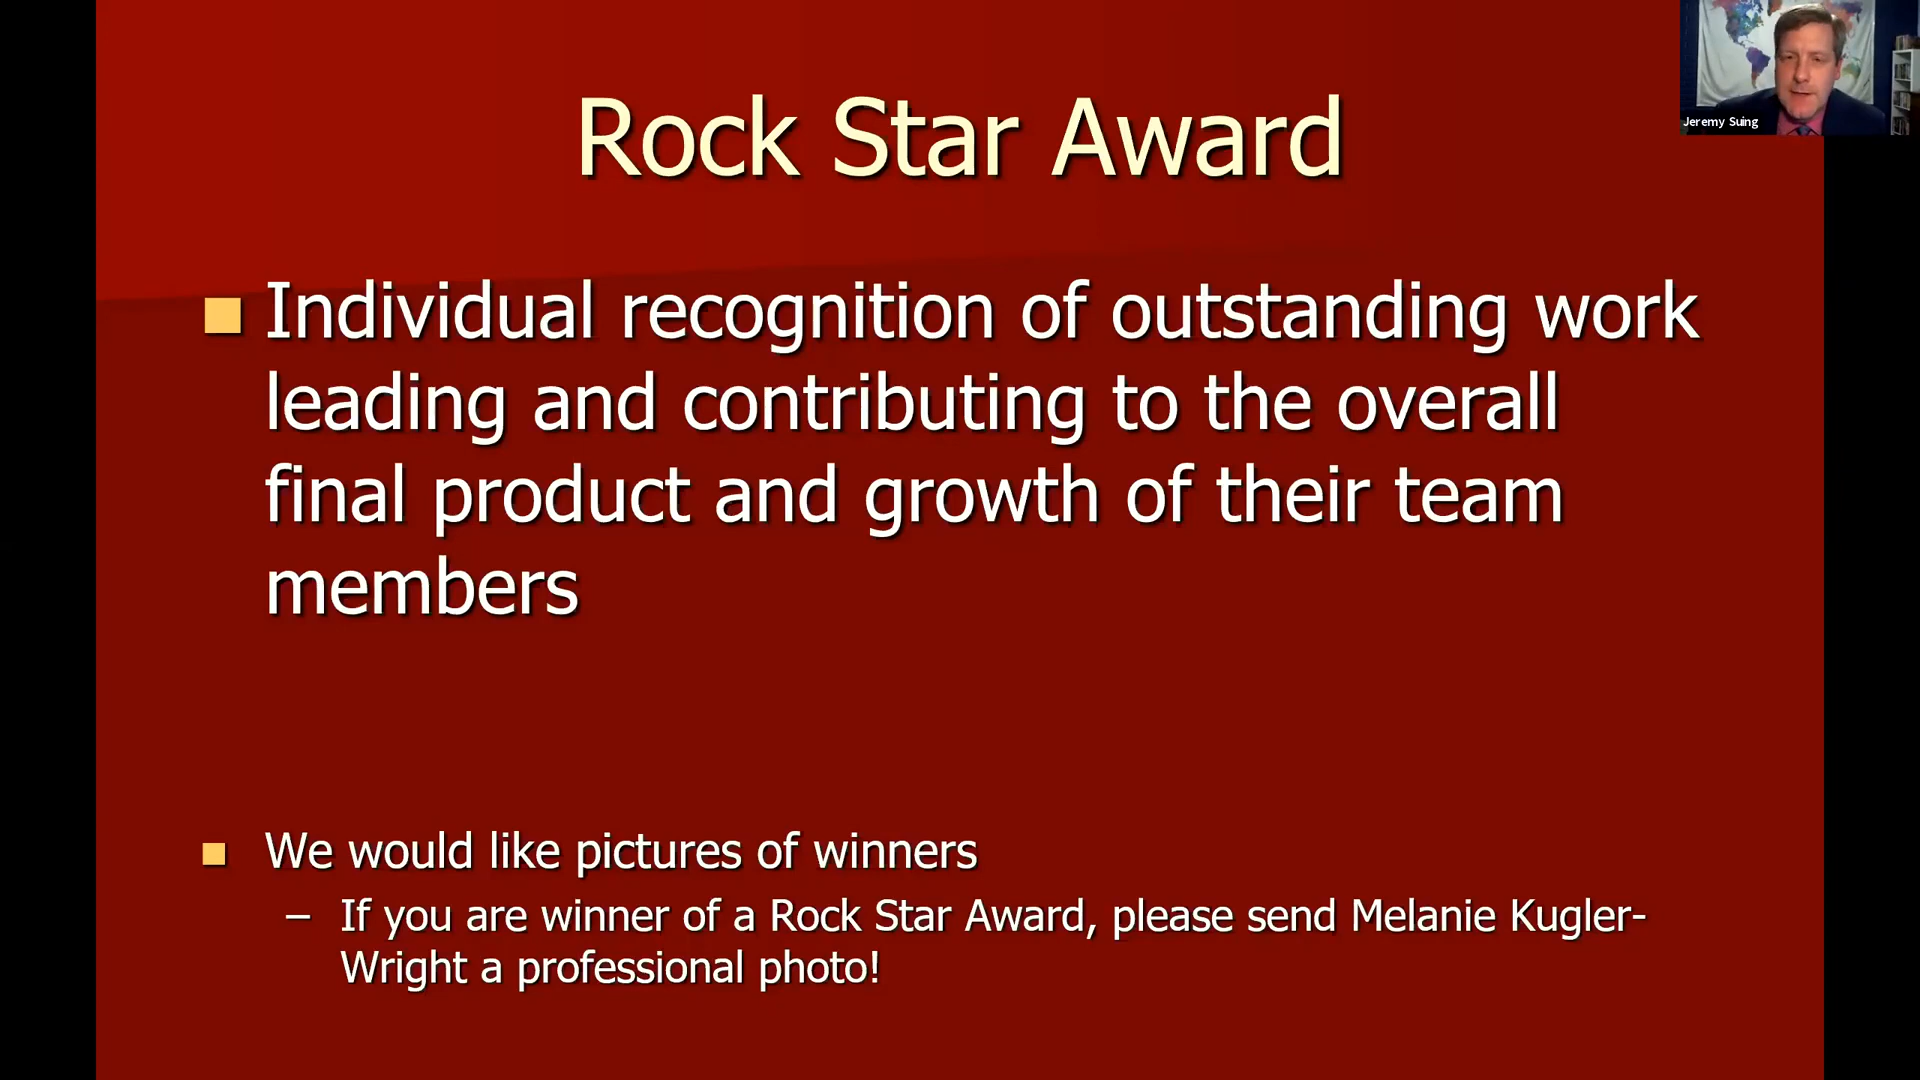 Rock Star Award
Jeremy Suing
Individual recognition of outstanding work
leading and contributing to the overall
final product and growth of their team
members
We would like pictures of winners
– If you are winner of a Rock Star Award, please send Melanie Kugler-
Wright a professional photo!